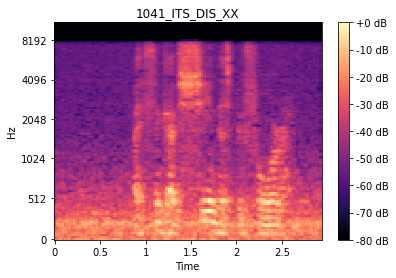 1041_ITS_DIS_XX
+0 dB
8192
-10 dB
4096
-20 dB
-30 dB
2048
Hz
-40 dB
1024
-50 dB
512
-60 dB
-70 dB
0
-80 dB
0 0.5 1 1.5 2 2.5
Time